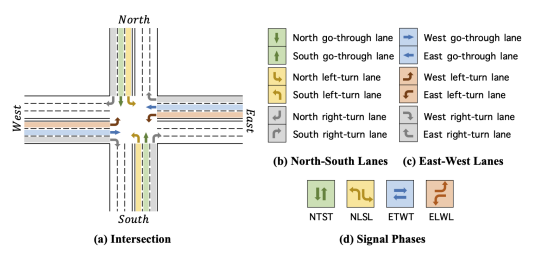 North
West
East
South
(a) Intersection
North go-through lane
South go-through lane
North left-turn lane
South left-turn lane
North right-turn lane
South right-turn lane
(b) North-South Lanes
West go-through lane
East go-through lane
West left-turn lane
East left-turn lane
West right-turn lane
East right-turn lane
(c) East-West Lanes
NTST
NLSL
ETWT
ELWL
(d) Signal Phases